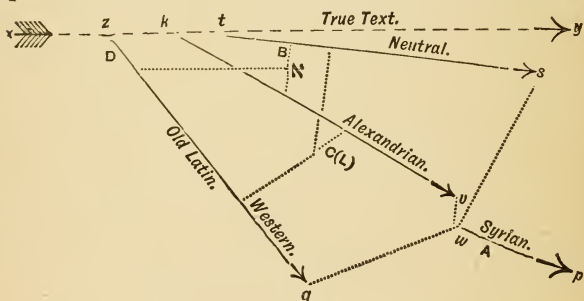 x z k t True Text. y
D B Neutral. s
א
Old Latin. Alexandrian.
C(L)
Western. v
w Syrian.
A
q p